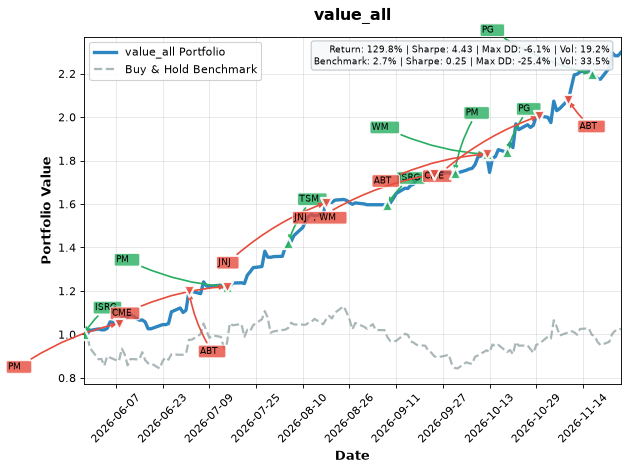 value_all
PG
value_all Portfolio
Buy & Hold Benchmark
Return: 129.8% | Sharpe: 4.43 | Max DD: -6.1% | Vol: 19.2%
Benchmark: 2.7% | Sharpe: 0.25 | Max DD: -25.4% | Vol: 33.5%
2.2
2.0
1.8
1.6
1.4
1.2
1.0
0.8
Portfolio Value
PM
PG
WM
ABT
ABT
ISRG
CME
TSM
JNJ, WM
PM
JNJ
ISRG
CME
ABT
PM
2026-06-07
2026-06-23
2026-07-09
2026-07-25
2026-08-10
2026-08-26
2026-09-11
2026-09-27
2026-10-13
2026-10-29
2026-11-14
Date